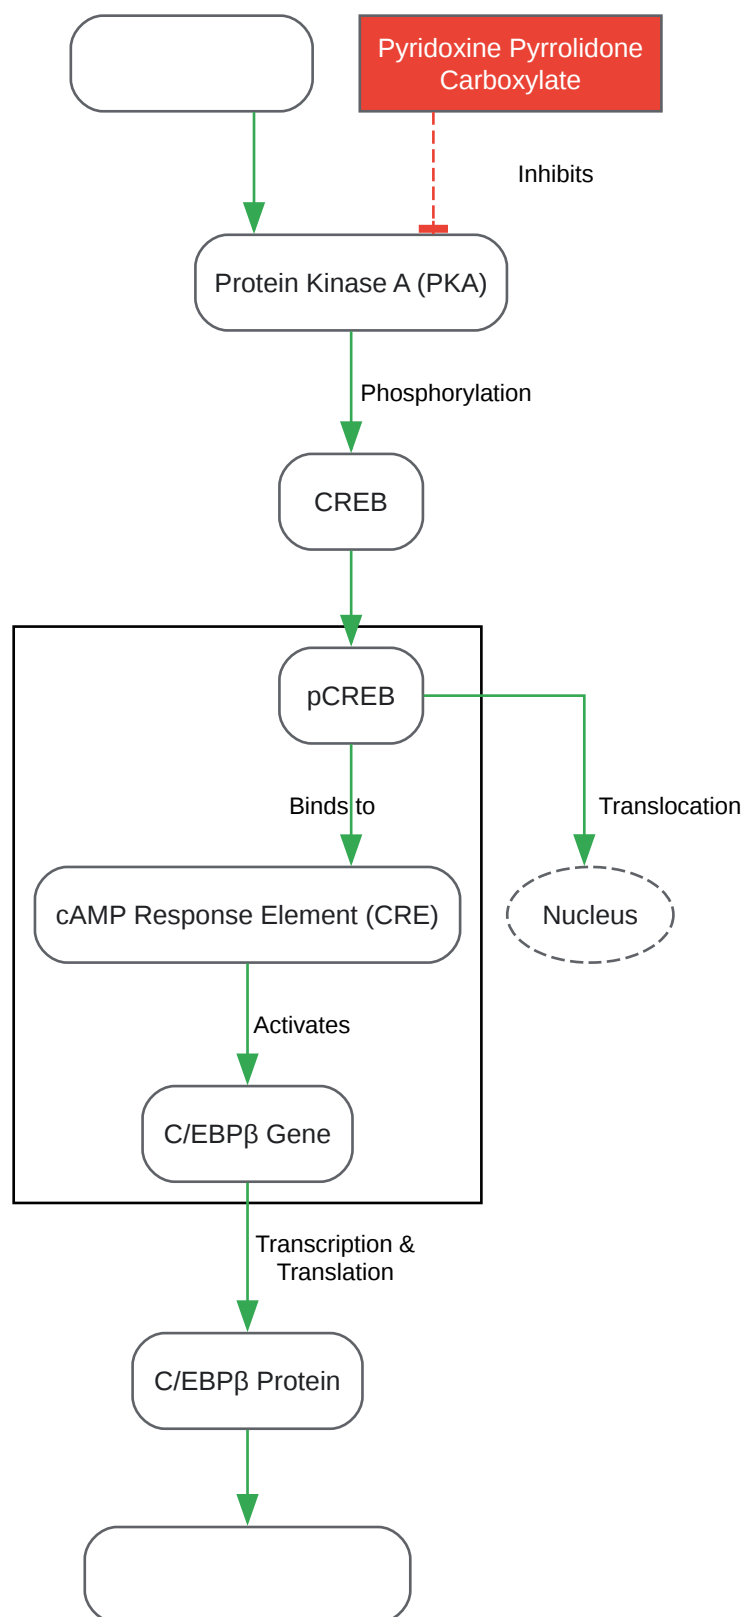 Pyridoxine Pyrrolidone
Carboxylate
Inhibits
Protein Kinase A (PKA)
Phosphorylation
CREB
pCREB
Binds to
Translocation
cAMP Response Element (CRE)
Nucleus
Activates
C/EBPβ Gene
Transcription &
Translation
C/EBPβ Protein